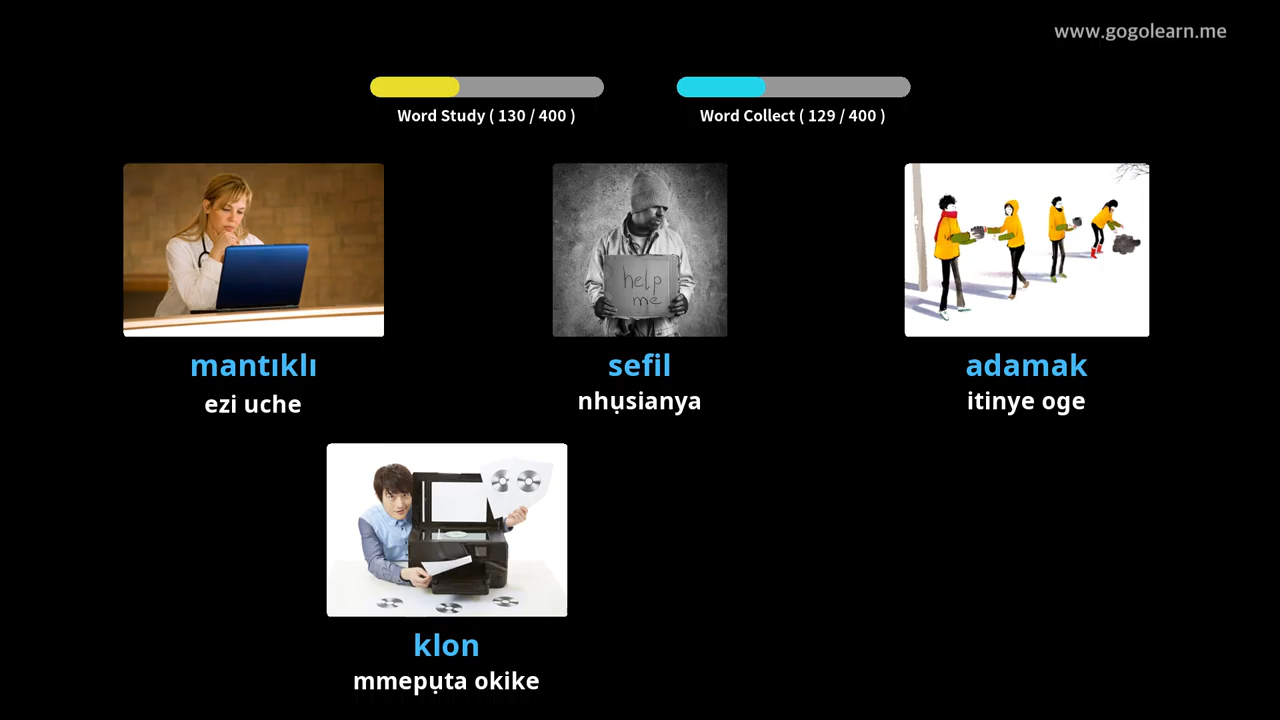 www.gogolearn.me
Word Study ( 130 / 400 )
Word Collect ( 129 / 400 )
help
me
mantıklı
ezi uche
sefil
nhụsianya
adamak
itinye oge
klon
mmepụta okike